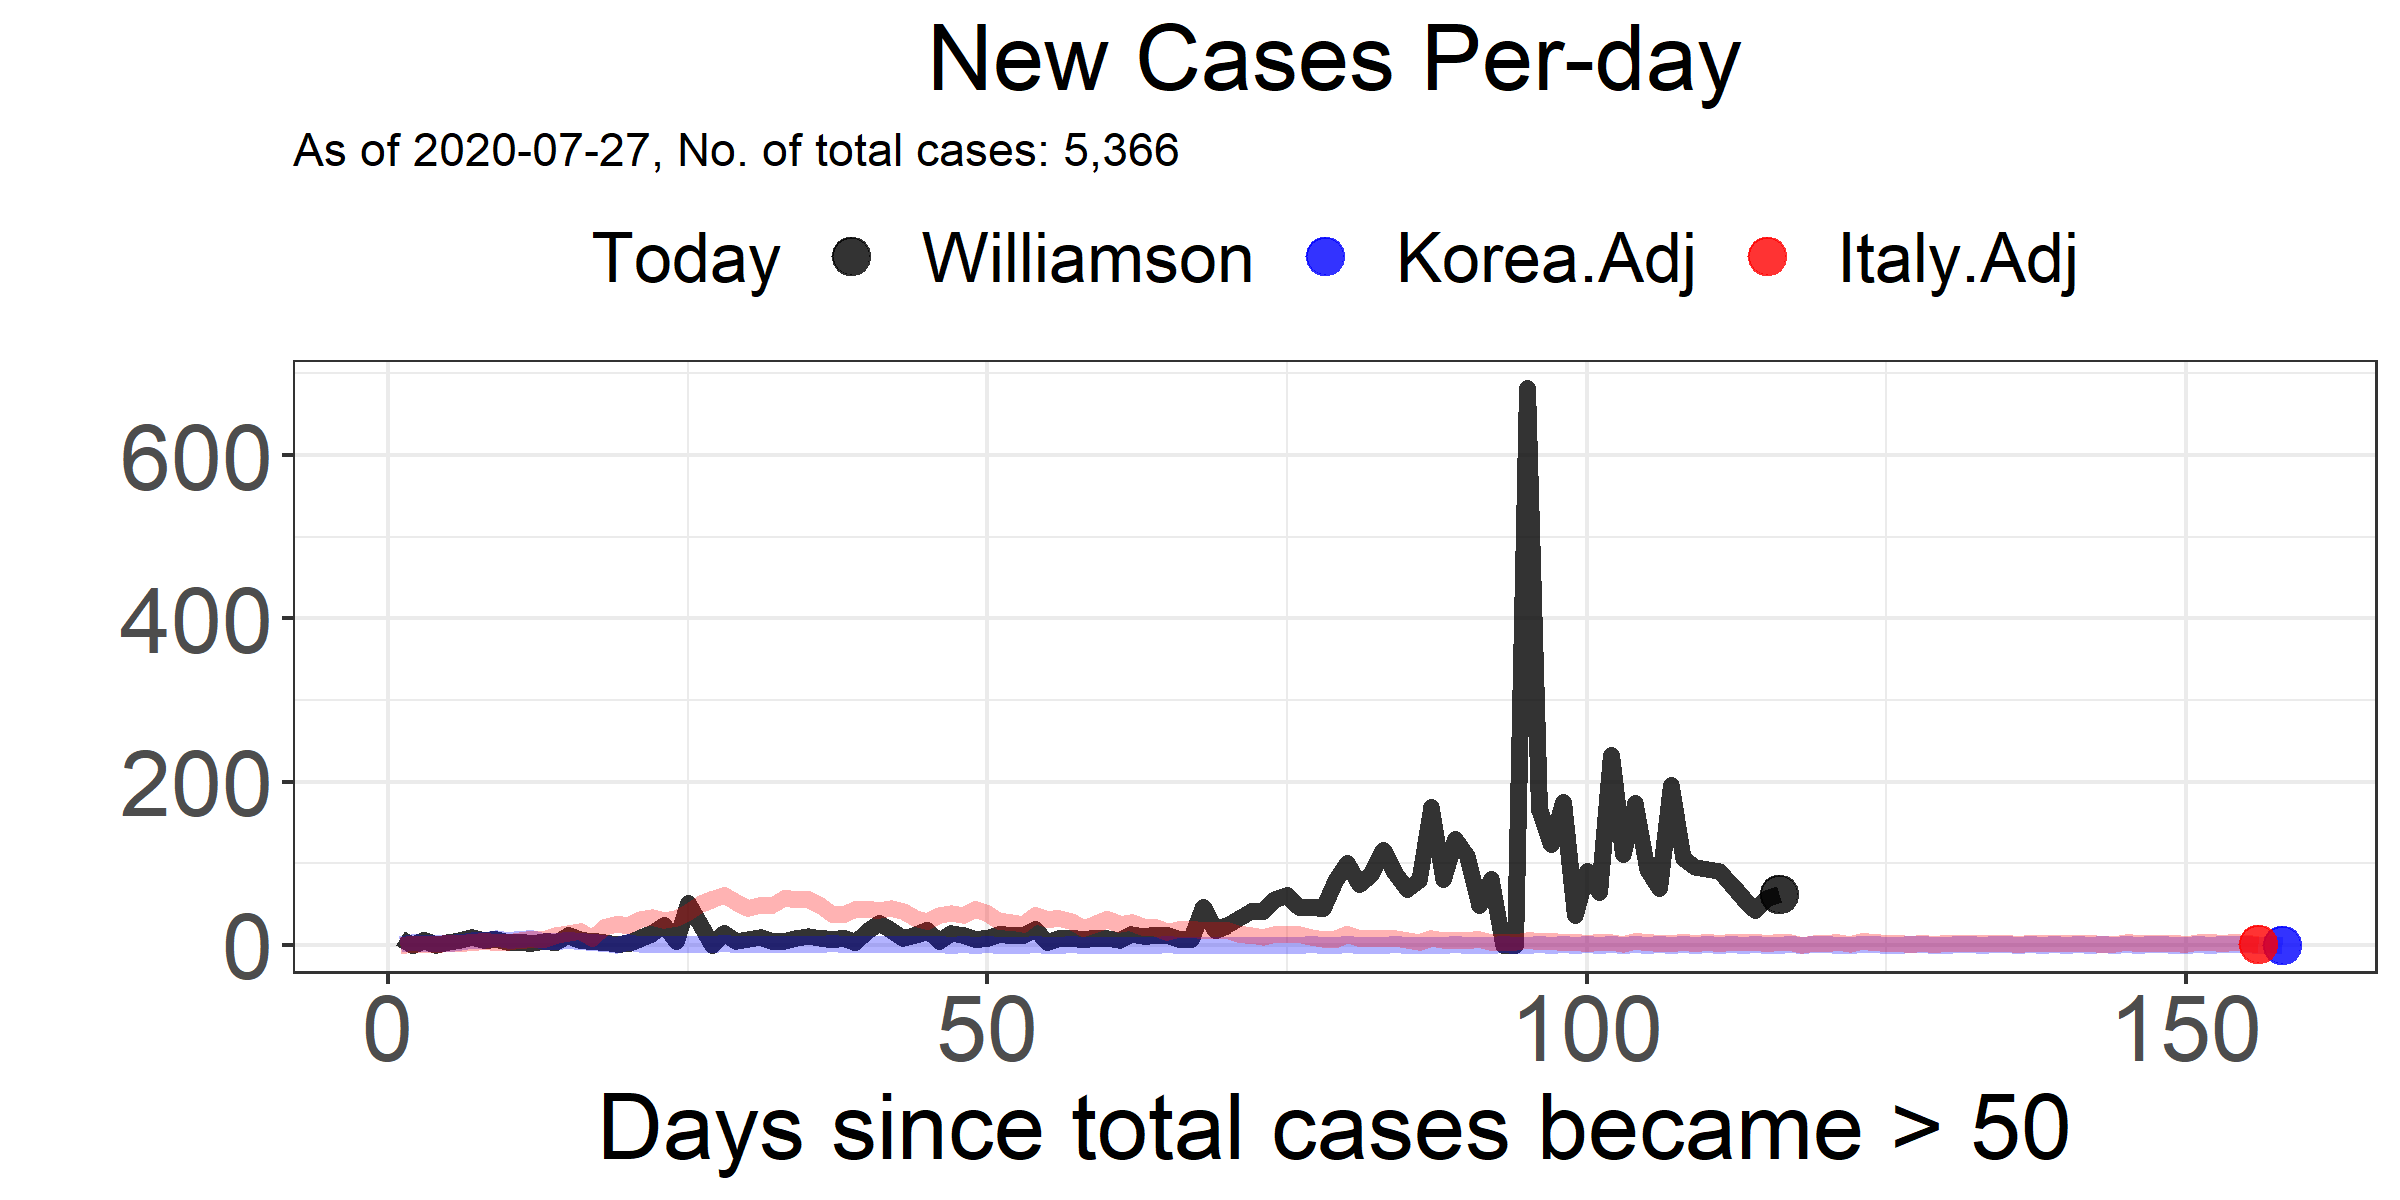 New Cases Per-day
As of 2020-07-27, No. of total cases: 5,366
Today Williamson Korea.Adj Italy.Adj
600
400
200
0
0 50 100 150
Days since total cases became > 50